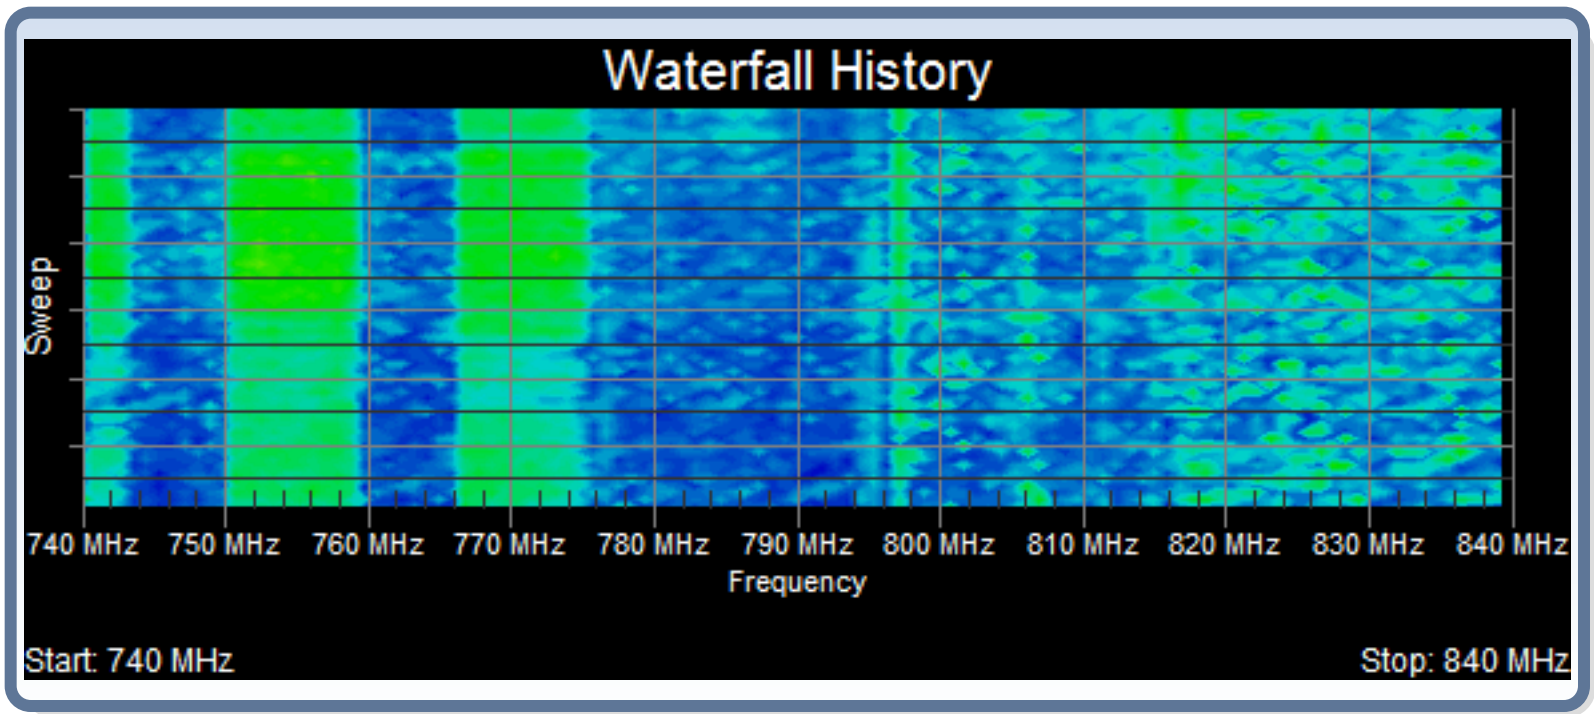 Waterfall History
Sweep
740 MHz 750 MHz 760 MHz 770 MHz 780 MHz 790 MHz 800 MHz 810 MHz 820 MHz 830 MHz 840 MHz
Frequency
Start: 740 MHz Stop: 840 MHz